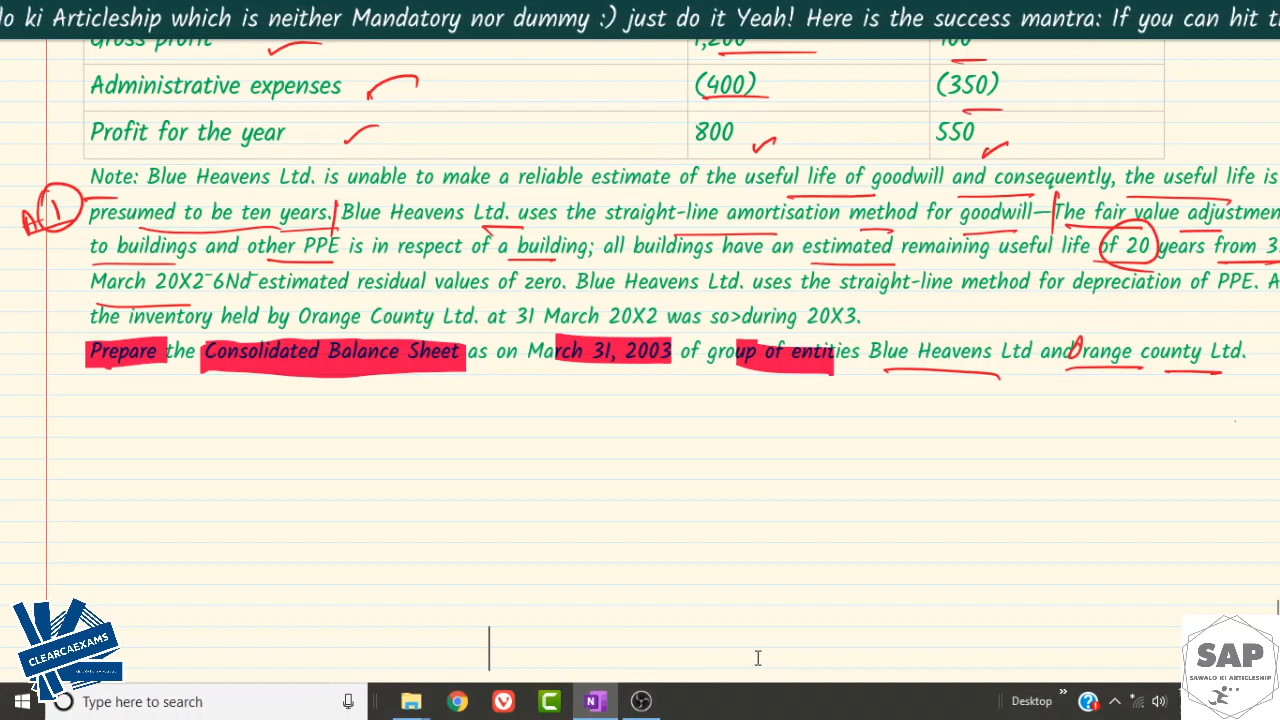 lo ki Articleship which is neither Mandatory nor dummy :) just do it Yeah! Here is the success mantra: If you can hit t
Gross profit 1,200
Administrative expenses (400) (350)
Profit for the year 800 550
Note: Blue Heavens Ltd. is unable to make a reliable estimate of the useful life of goodwill and consequently, the useful life is
1 presumed to be ten years. Blue Heavens Ltd. uses the straight-line amortisation method for goodwill—The fair value adjustmen
to buildings and other PPE is in respect of a building; all buildings have an estimated remaining useful life of 20 years from 3
March 20X2-6Nd estimated residual values of zero. Blue Heavens Ltd. uses the straight-line method for depreciation of PPE. A
the inventory held by Orange County Ltd. at 31 March 20X2 was so>during 20X3.
Prepare the Consolidated Balance Sheet as on March 31, 2003 of group of entities Blue Heavens Ltd and Orange county Ltd.
CLEARCAEXAMS
SAP
SAWALO KI ARTICLESHIP
Type here to search
Desktop